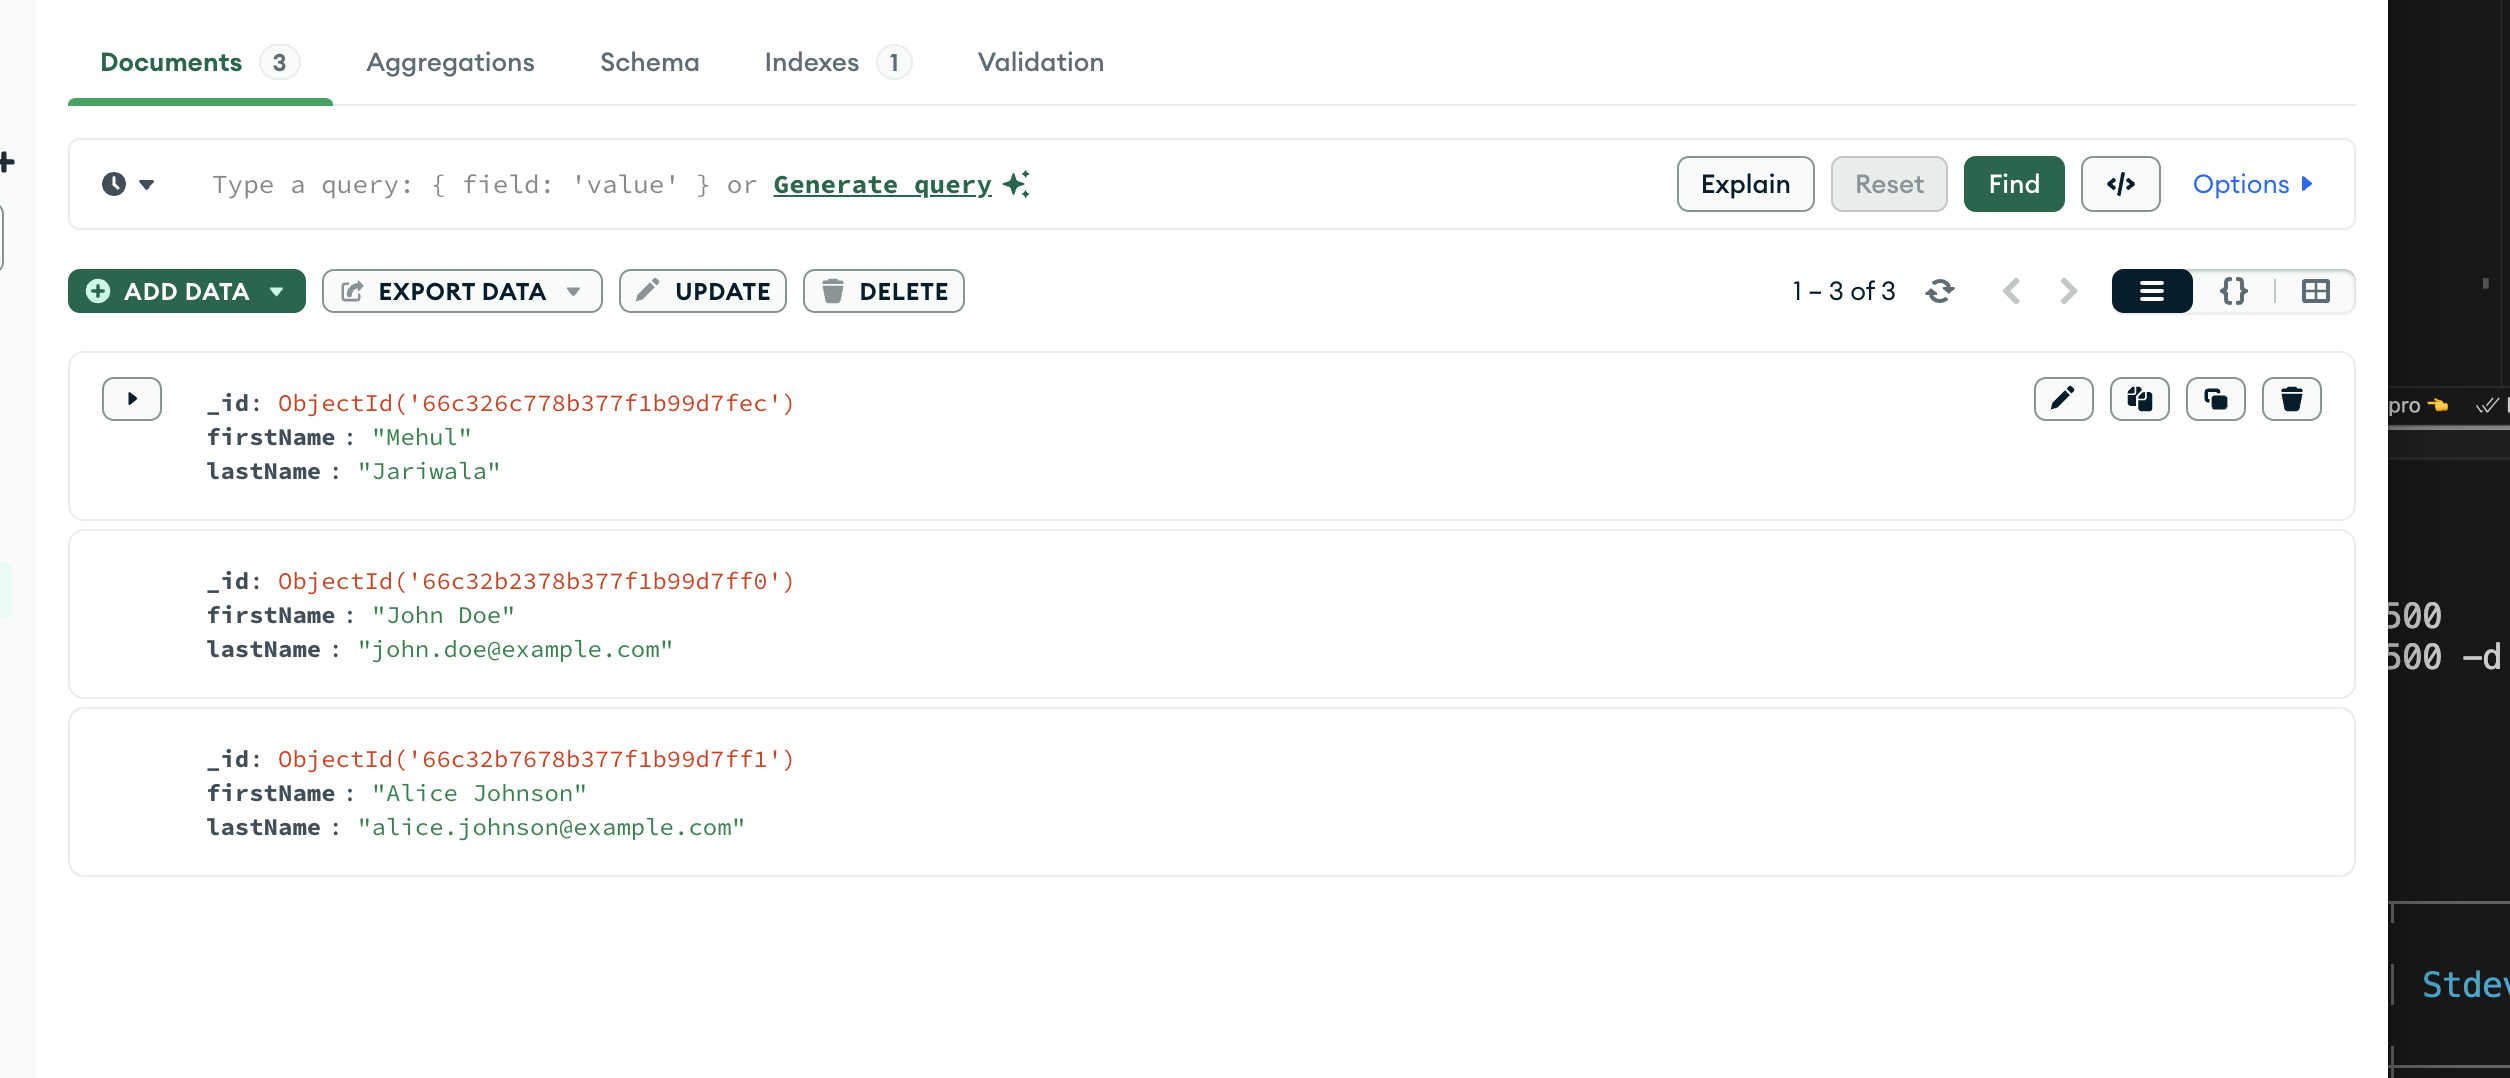 Documents 3 Aggregations Schema Indexes 1 Validation
Type a query: { field: 'value' } or Generate query Explain Reset Find </> Options
ADD DATA EXPORT DATA UPDATE DELETE 1 – 3 of 3 {}
_id: ObjectId('66c326c778b377f1b99d7fec')
firstName : "Mehul"
lastName : "Jariwala"
_id: ObjectId('66c32b2378b377f1b99d7ff0')
firstName : "John Doe"
lastName : "john.doe@example.com"
_id: ObjectId('66c32b7678b377f1b99d7ff1')
firstName : "Alice Johnson"
lastName : "alice.johnson@example.com"
pro 👈
500
500 -d
Stdev